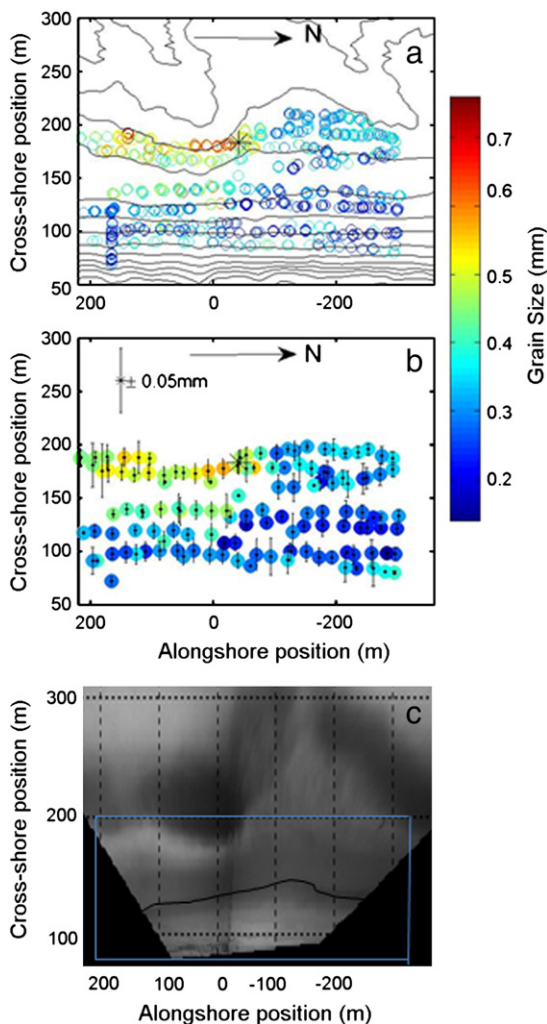 300
250
200
150
100
50
Cross-shore position (m)
N
a
200
0
-200
0.7
0.6
0.5
0.4
0.3
0.2
Grain Size (mm)
300
250
200
150
100
50
Cross-shore position (m)
N
b
± 0.05mm
200
0
-200
Alongshore position (m)
300
200
100
Cross-shore position (m)
c
200
100
0
-100
-200
Alongshore position (m)